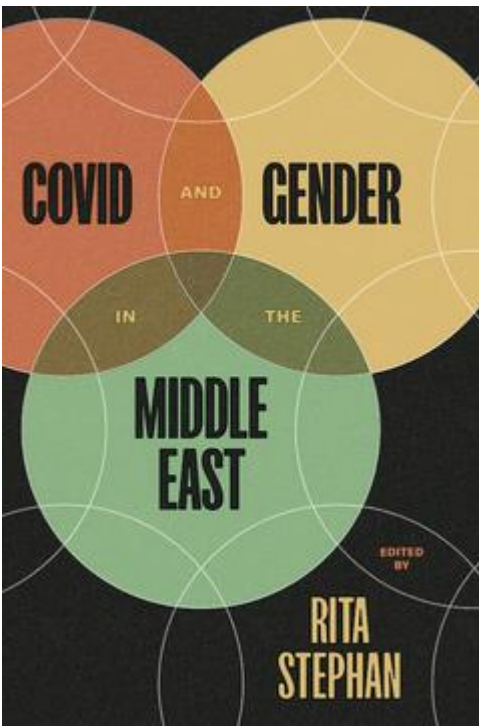 COVID AND GENDER
IN THE
MIDDLE
EAST
EDITED
BY
RITA
STEPHAN